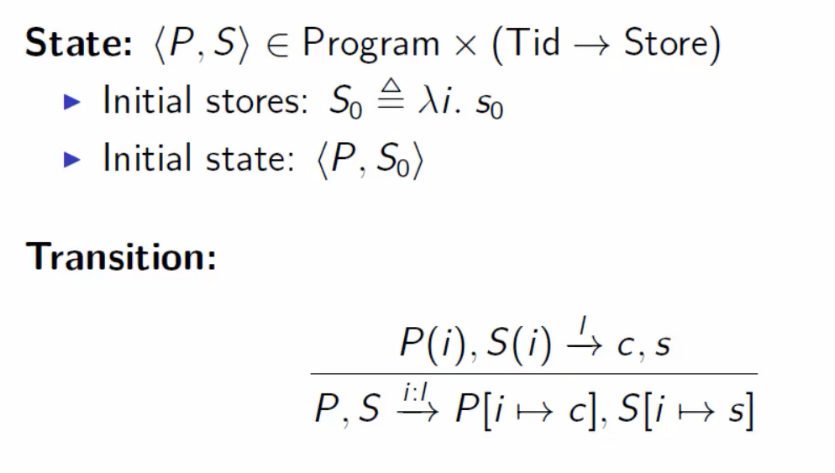 State: ⟨P, S⟩ ∈ Program × (Tid → Store)
▶ Initial stores: S₀ ≜ λi. s₀
▶ Initial state: ⟨P, S₀⟩
Transition:
P(i), S(i) →ˡ c, s
P, S →ⁱ:ˡ P[i ↦ c], S[i ↦ s]